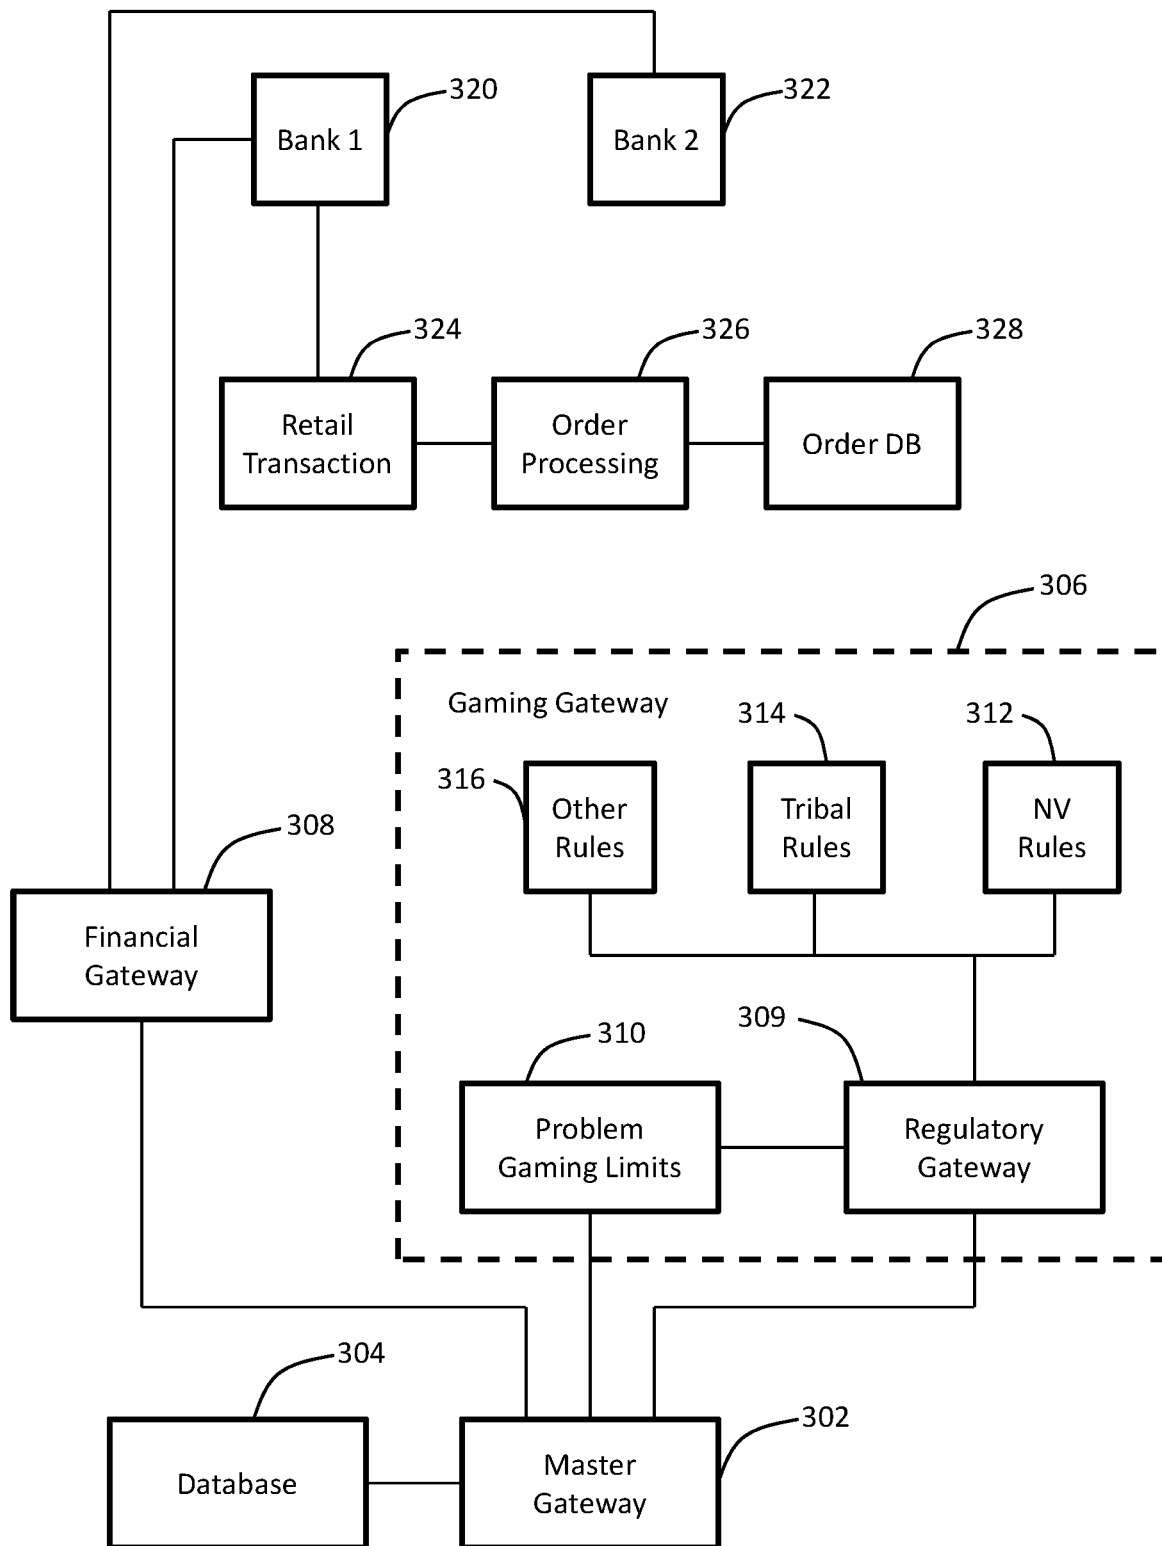 320
322
Bank 1
Bank 2
324
326
328
Retail
Transaction
Order
Processing
Order DB
306
Gaming Gateway
314
312
316
Other
Rules
Tribal
Rules
NV
Rules
308
Financial
Gateway
310
309
Problem
Gaming Limits
Regulatory
Gateway
304
302
Database
Master
Gateway